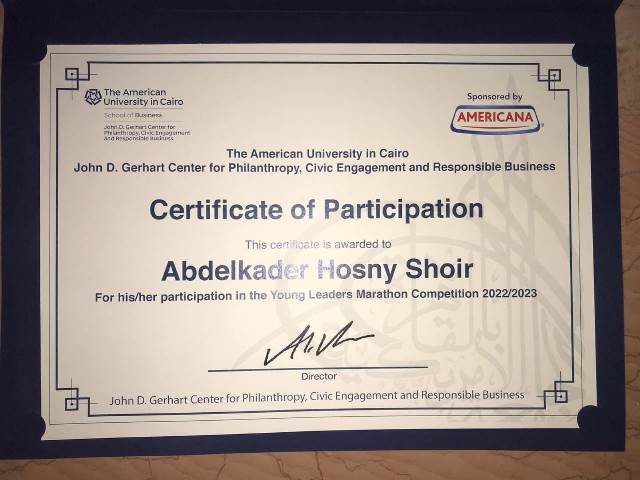 The American
University in Cairo
School of Business
John D. Gerhart Center for
Philanthropy, Civic Engagement
and Responsible Business
Sponsored by
AMERICANA
The American University in Cairo
John D. Gerhart Center for Philanthropy, Civic Engagement and Responsible Business
Certificate of Participation
This certificate is awarded to
Abdelkader Hosny Shoir
For his/her participation in the Young Leaders Marathon Competition 2022/2023
Director
John D. Gerhart Center for Philanthropy, Civic Engagement and Responsible Business